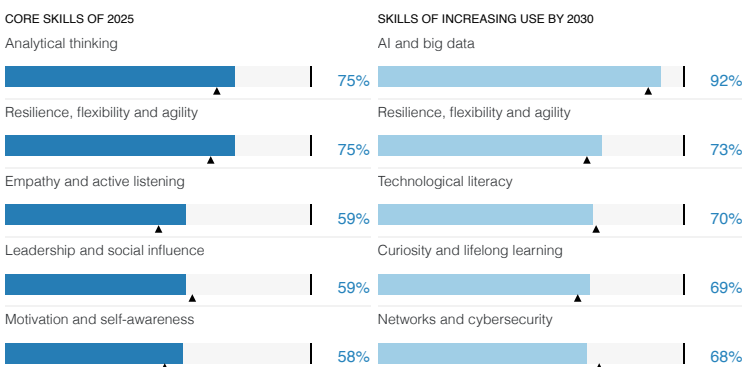 CORE SKILLS OF 2025
Analytical thinking
75%
Resilience, flexibility and agility
75%
Empathy and active listening
59%
Leadership and social influence
59%
Motivation and self-awareness
58%
SKILLS OF INCREASING USE BY 2030
AI and big data
92%
Resilience, flexibility and agility
73%
Technological literacy
70%
Curiosity and lifelong learning
69%
Networks and cybersecurity
68%